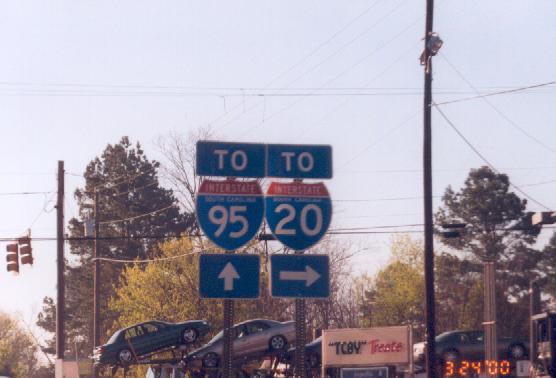 TO TO
INTERSTATE INTERSTATE
SOUTH CAROLINA SOUTH CAROLINA
95 20
"TCBY" Treats
3 24'00